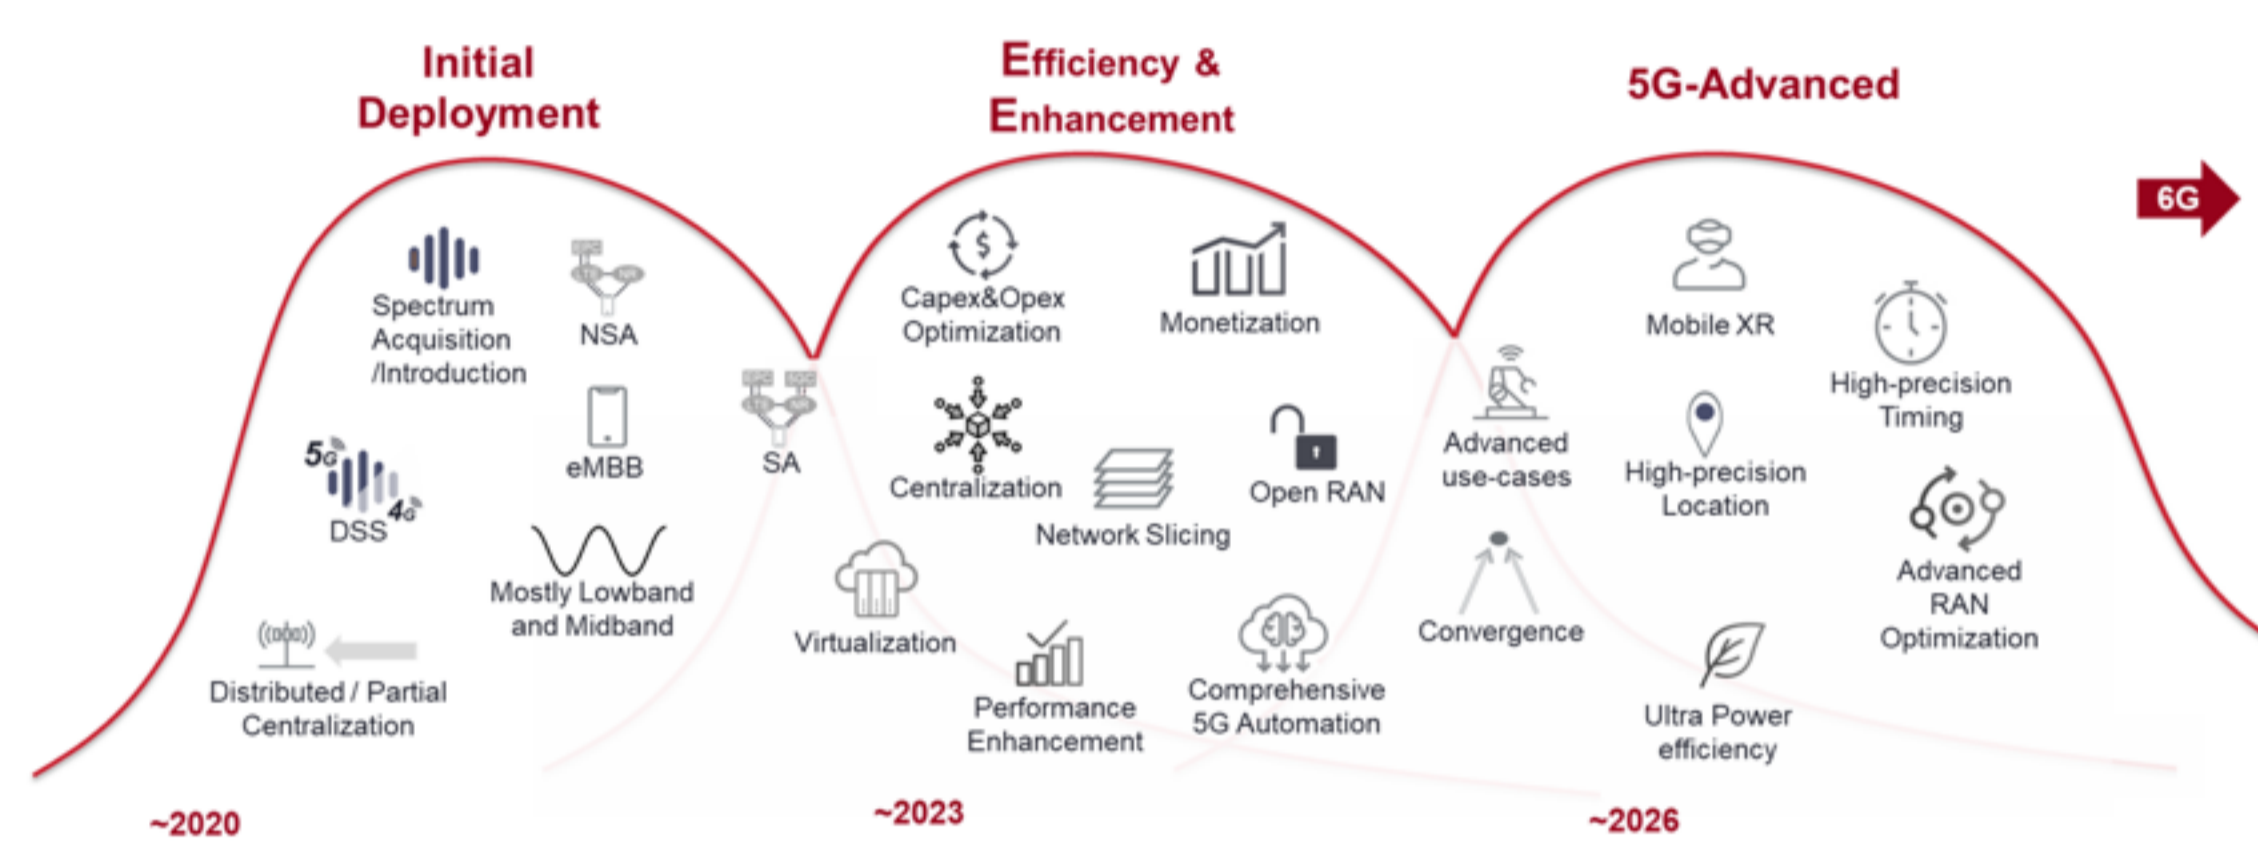 Initial
Deployment
Efficiency &
Enhancement
5G-Advanced
6G
Spectrum
Acquisition
/Introduction
NSA
5G
4G
DSS
eMBB
SA
Mostly Lowband
and Midband
Distributed / Partial
Centralization
Capex&Opex
Optimization
$
Monetization
Centralization
Network Slicing
Open RAN
Virtualization
Performance
Enhancement
Comprehensive
5G Automation
Mobile XR
High-precision
Timing
Advanced
use-cases
High-precision
Location
Convergence
Advanced
RAN
Optimization
Ultra Power
efficiency
~2020
~2023
~2026